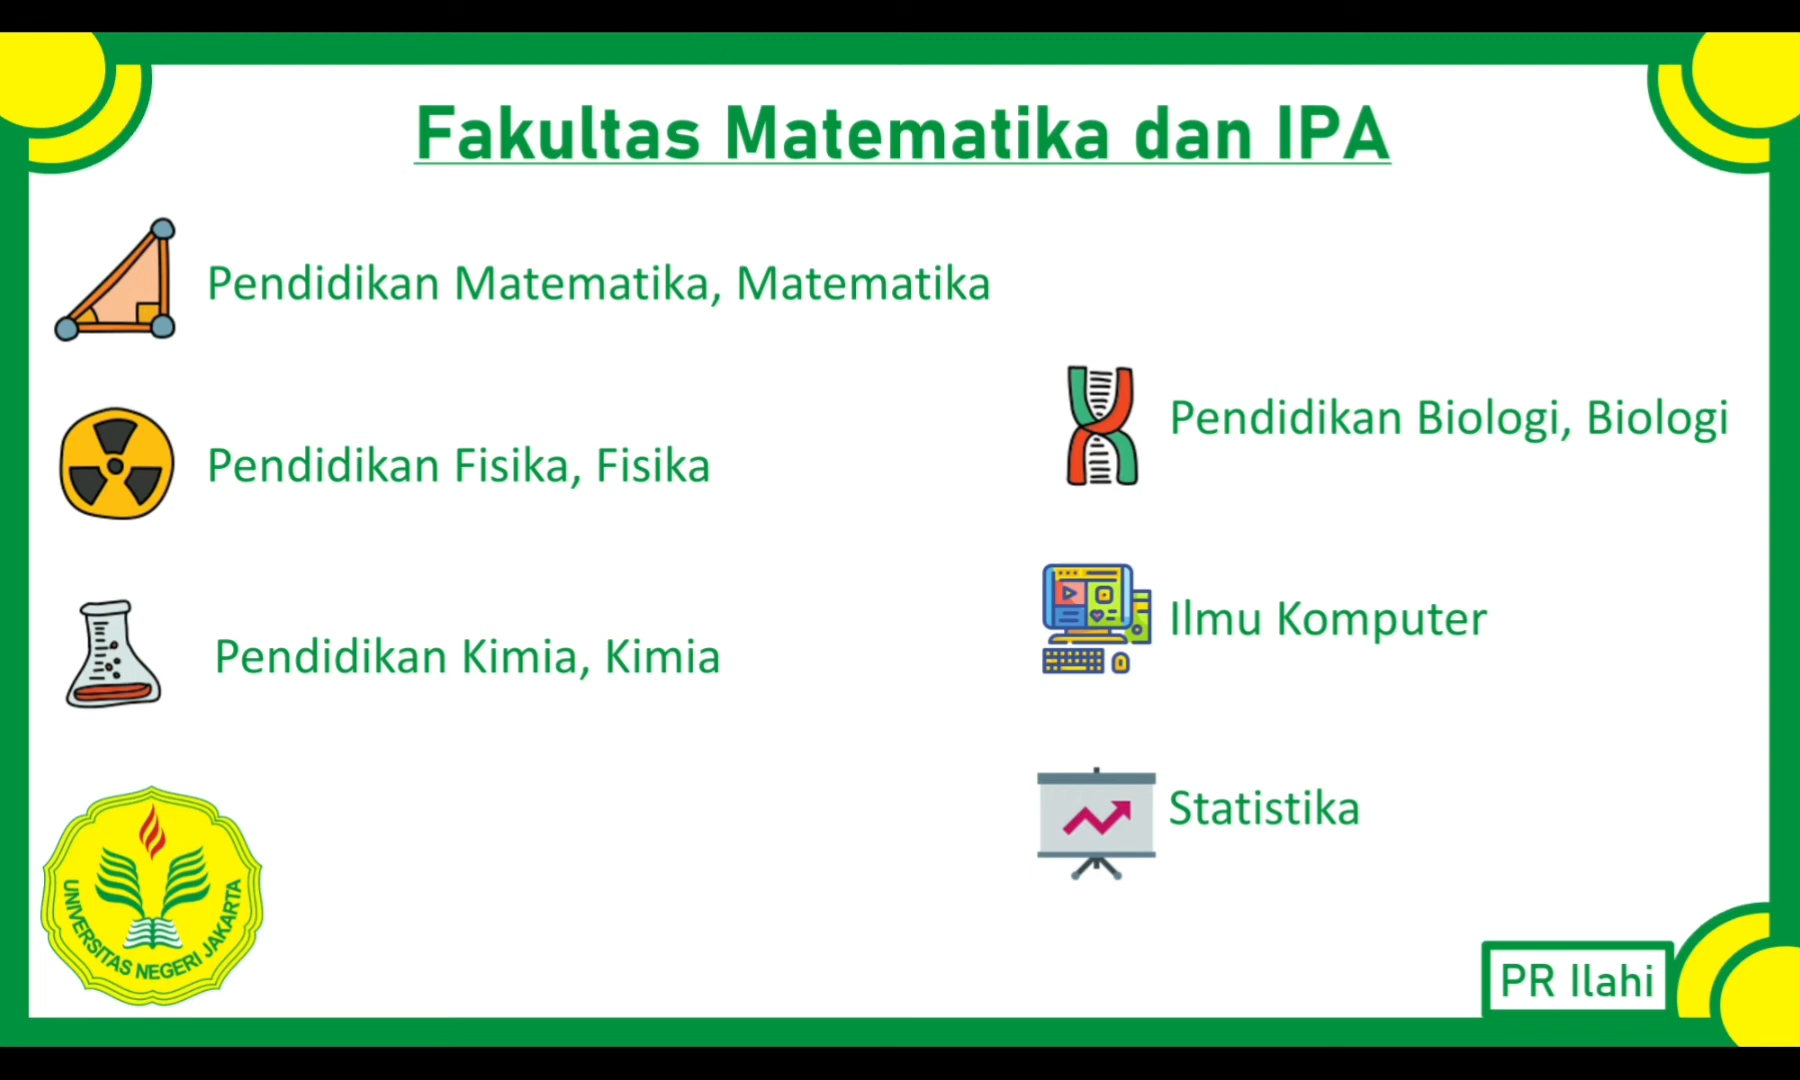 Fakultas Matematika dan IPA
Pendidikan Matematika, Matematika
Pendidikan Fisika, Fisika
Pendidikan Kimia, Kimia
Pendidikan Biologi, Biologi
Ilmu Komputer
Statistika
UNIVERSITAS NEGERI JAKARTA
PR Ilahi